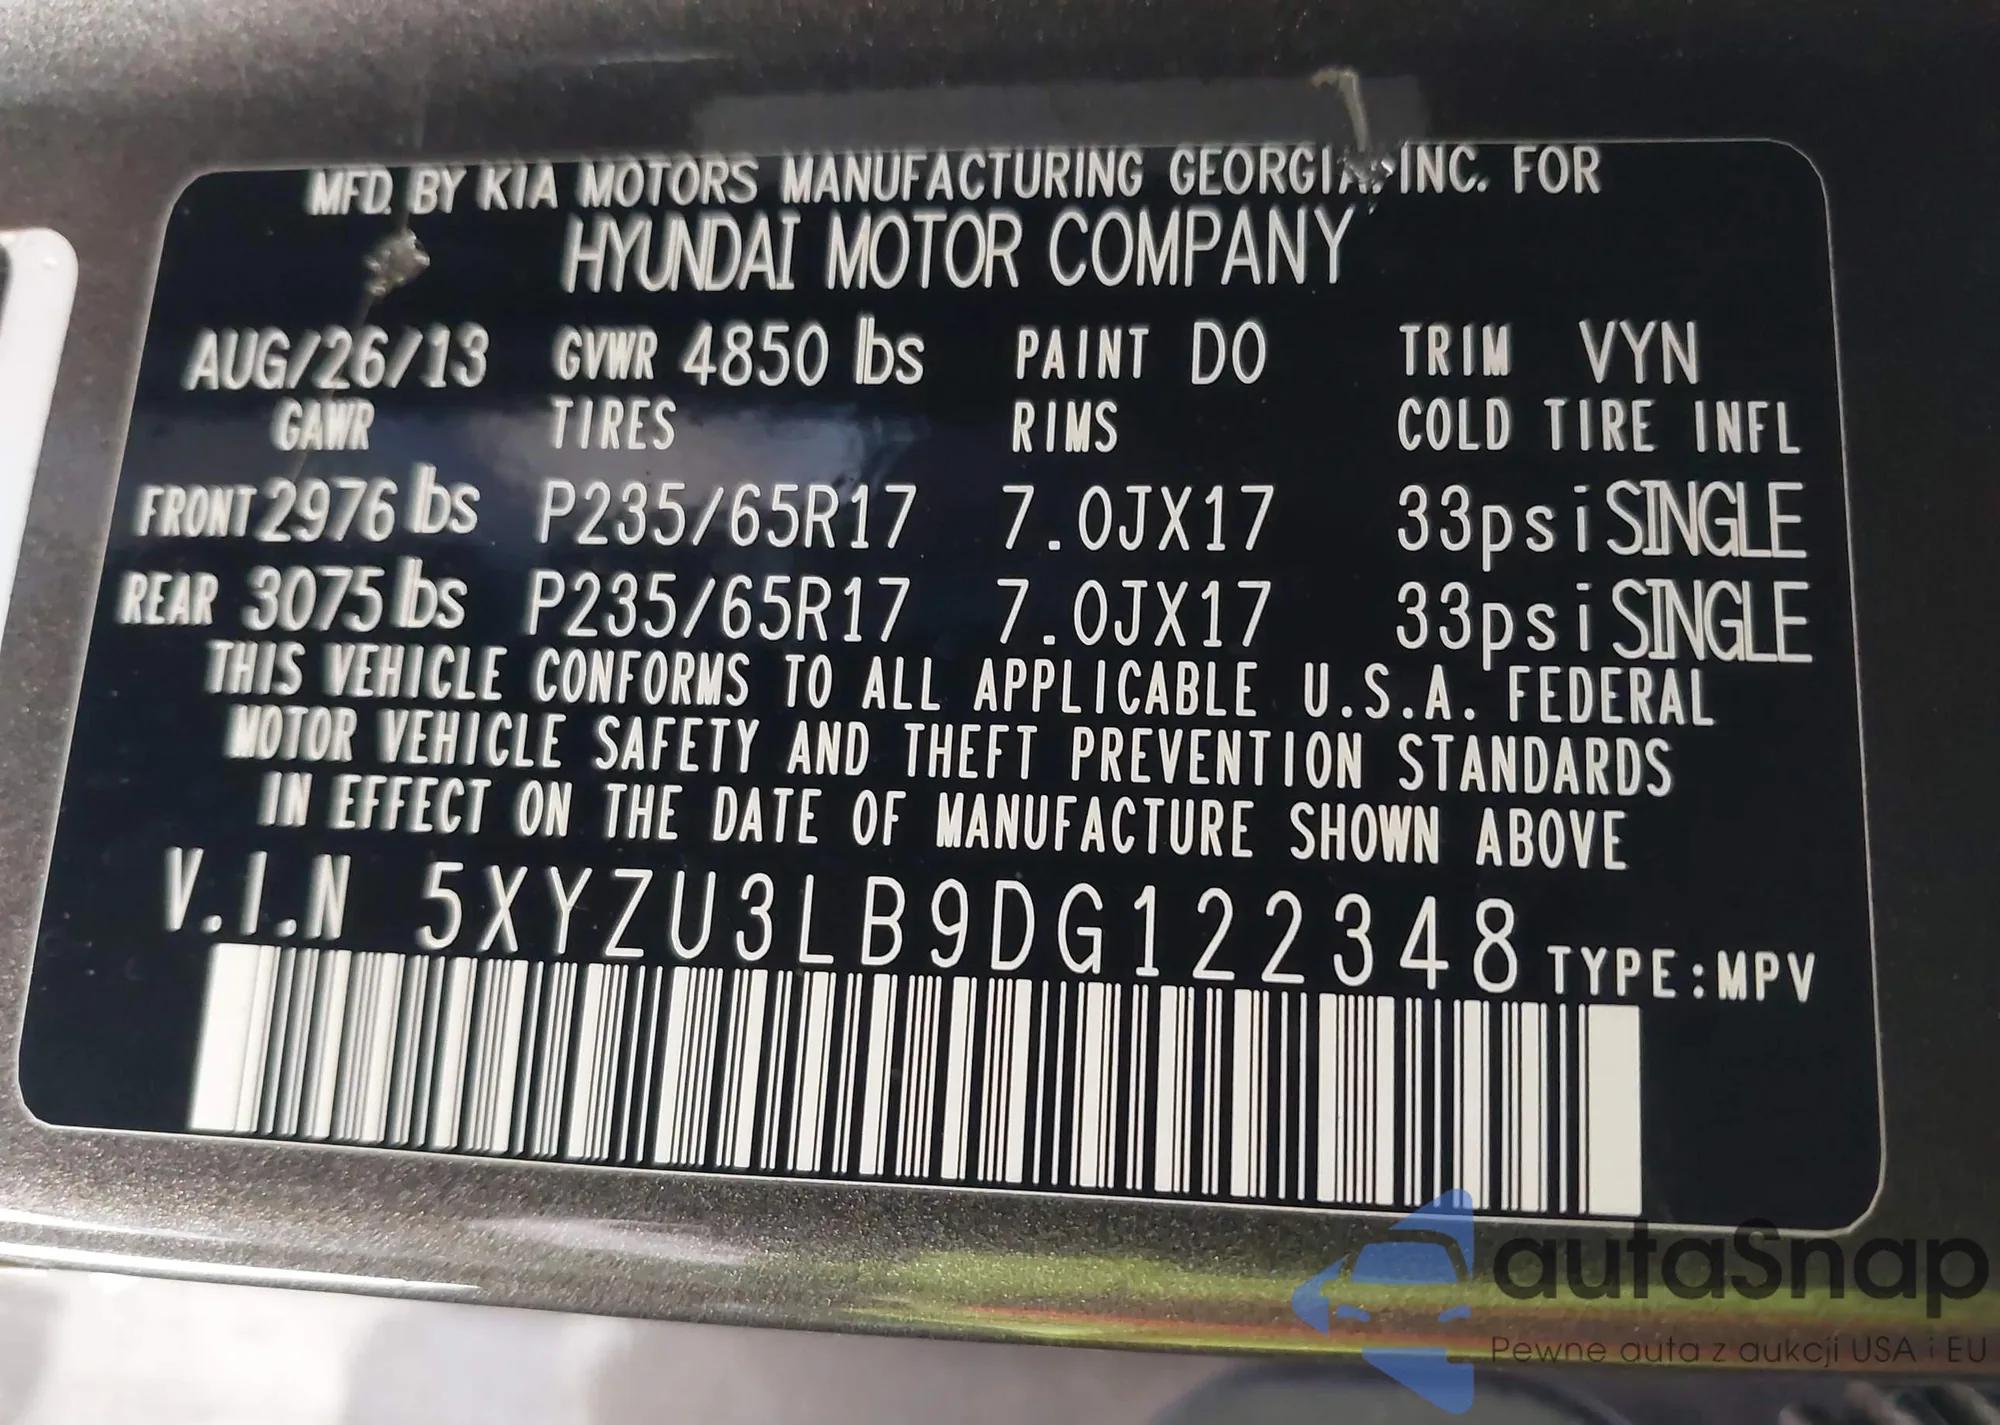 MFD. BY KIA MOTORS MANUFACTURING GEORGIA, INC. FOR
HYUNDAI MOTOR COMPANY
AUG/26/13 GVWR 4850 lbs PAINT D0 TRIM VYN
GAWR TIRES RIMS COLD TIRE INFL
FRONT 2976 lbs P235/65R17 7.0JX17 33psi SINGLE
REAR 3075 lbs P235/65R17 7.0JX17 33psi SINGLE
THIS VEHICLE CONFORMS TO ALL APPLICABLE U.S.A. FEDERAL
MOTOR VEHICLE SAFETY AND THEFT PREVENTION STANDARDS
IN EFFECT ON THE DATE OF MANUFACTURE SHOWN ABOVE
V.I.N 5XYZU3LB9DG122348 TYPE:MPV
autaSnap
Pewne auta z aukcji USA i EU